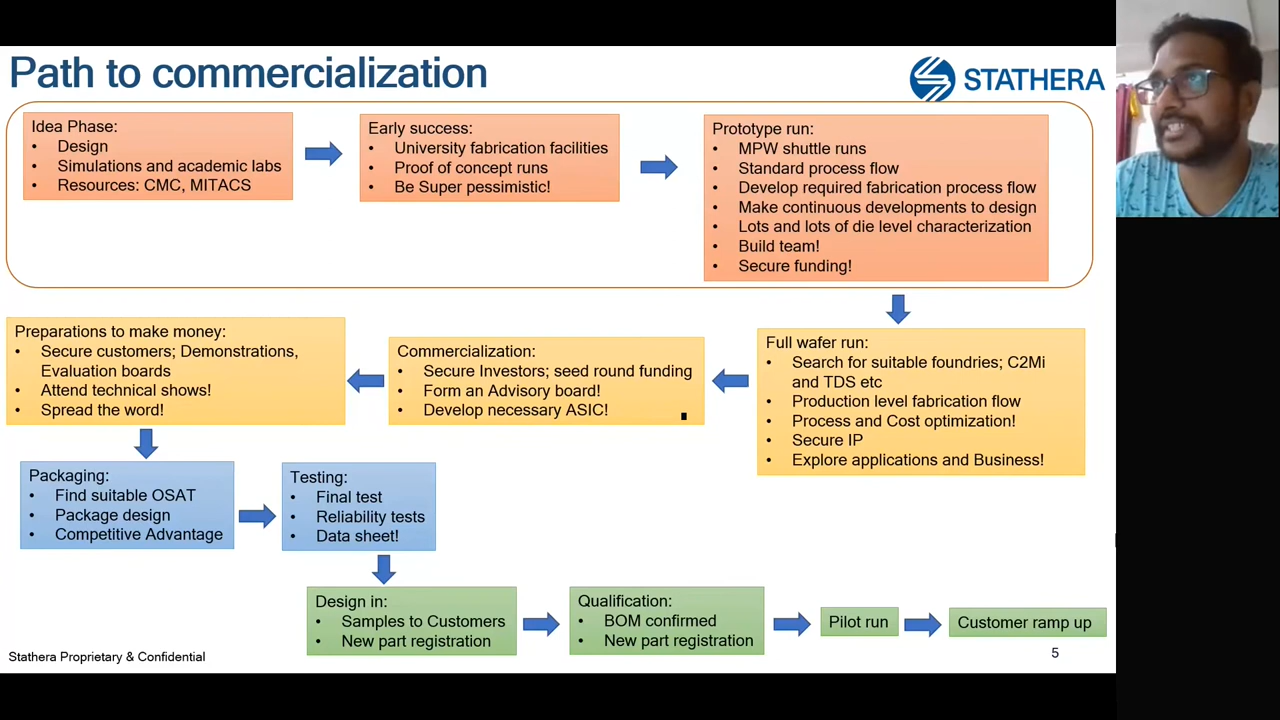 Path to commercialization
STATHERA
Idea Phase:
• Design
• Simulations and academic labs
• Resources: CMC, MITACS
Early success:
• University fabrication facilities
• Proof of concept runs
• Be Super pessimistic!
Prototype run:
• MPW shuttle runs
• Standard process flow
• Develop required fabrication process flow
• Make continuous developments to design
• Lots and lots of die level characterization
• Build team!
• Secure funding!
Full wafer run:
• Search for suitable foundries; C2Mi
and TDS etc
• Production level fabrication flow
• Process and Cost optimization!
• Secure IP
• Explore applications and Business!
Commercialization:
• Secure Investors; seed round funding
• Form an Advisory board!
• Develop necessary ASIC!
Preparations to make money:
• Secure customers; Demonstrations,
Evaluation boards
• Attend technical shows!
• Spread the word!
Packaging:
• Find suitable OSAT
• Package design
• Competitive Advantage
Testing:
• Final test
• Reliability tests
• Data sheet!
Design in:
• Samples to Customers
• New part registration
Qualification:
• BOM confirmed
• New part registration
Pilot run
Customer ramp up
Stathera Proprietary & Confidential
5